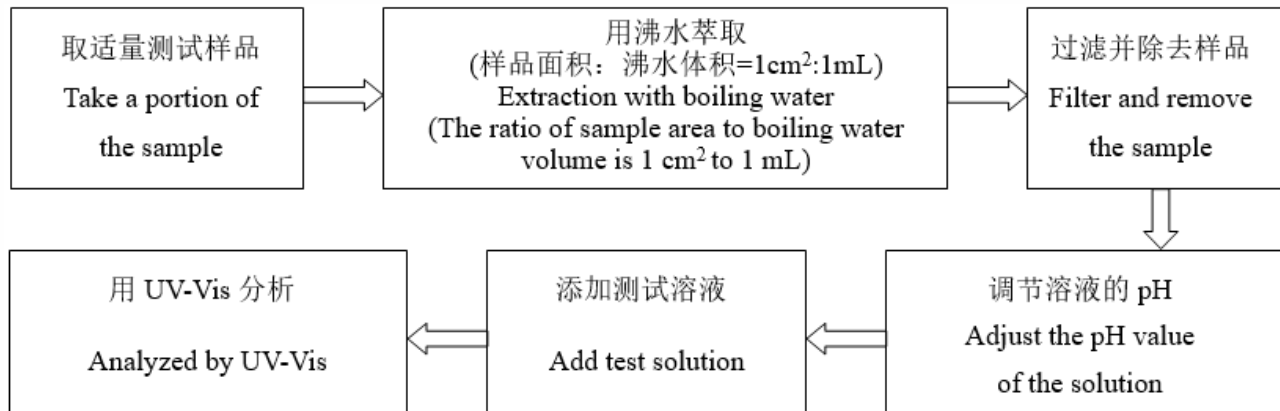 取适量测试样品
Take a portion of
the sample
用沸水萃取
(样品面积：沸水体积=1cm²:1mL)
Extraction with boiling water
(The ratio of sample area to boiling water
volume is 1 cm² to 1 mL)
过滤并除去样品
Filter and remove
the sample
调节溶液的 pH
Adjust the pH value
of the solution
添加测试溶液
Add test solution
用 UV-Vis 分析
Analyzed by UV-Vis